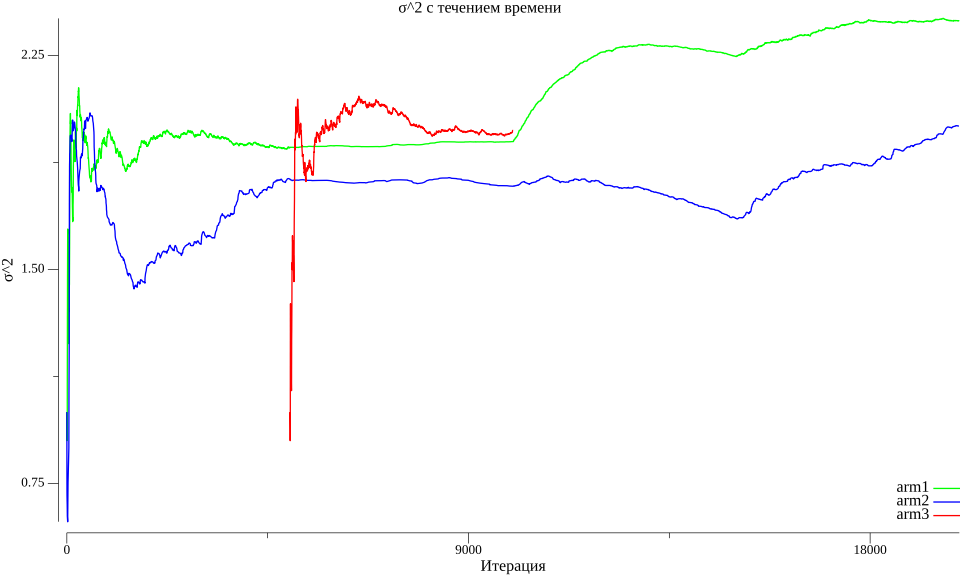 σ^2 с течением времени
2.25
1.50
0.75
σ^2
0
9000
18000
Итерация
arm1
arm2
arm3